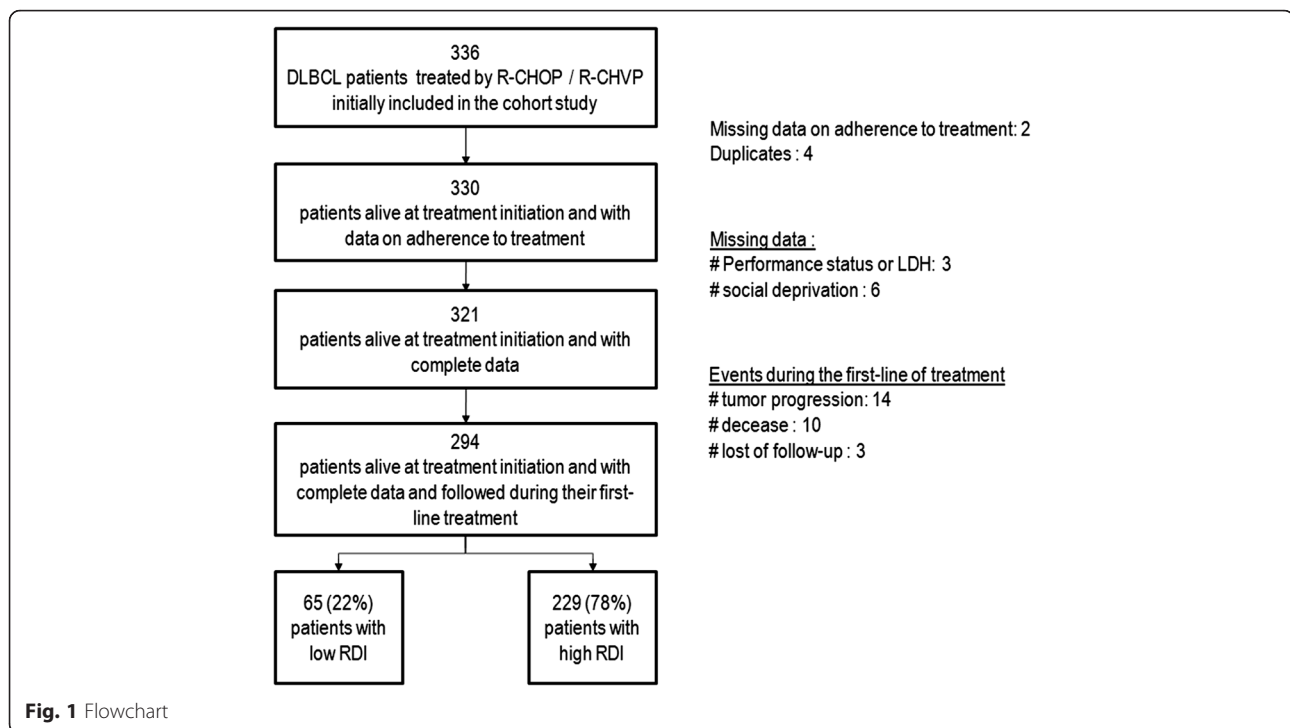 336
DLBCL patients treated by R-CHOP / R-CHVP
initially included in the cohort study
Missing data on adherence to treatment: 2
Duplicates : 4
330
patients alive at treatment initiation and with
data on adherence to treatment
Missing data :
# Performance status or LDH: 3
# social deprivation : 6
321
patients alive at treatment initiation and with
complete data
Events during the first-line of treatment
# tumor progression: 14
# decease : 10
# lost of follow-up : 3
294
patients alive at treatment initiation and with
complete data and followed during their first-
line treatment
65 (22%)
patients with
low RDI
229 (78%)
patients with
high RDI
Fig. 1 Flowchart